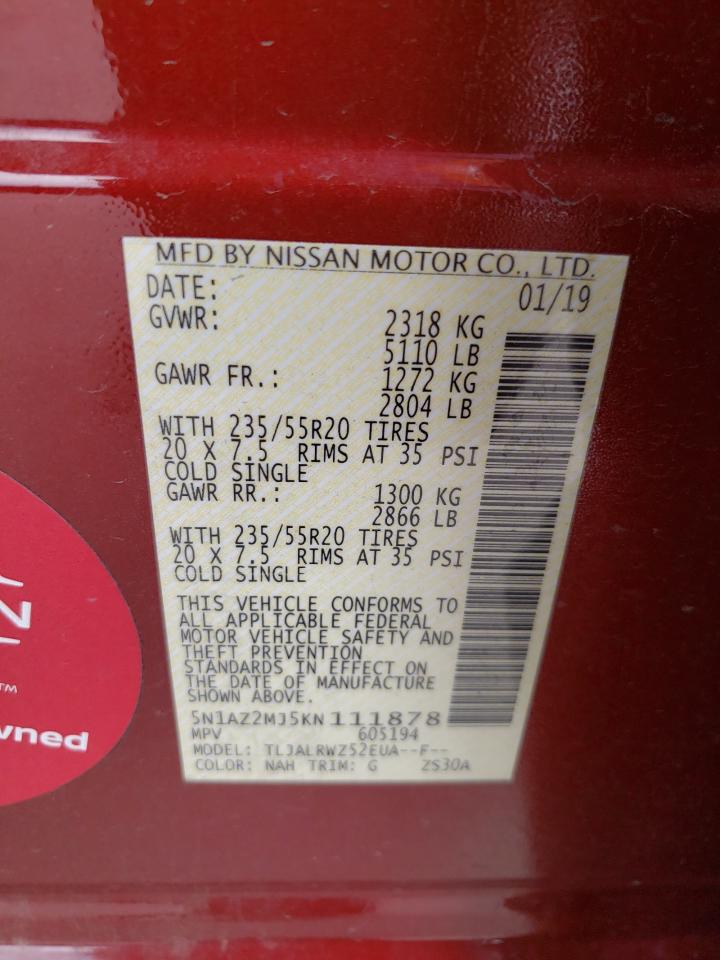 MFD BY NISSAN MOTOR CO., LTD.
DATE: 01/19
GVWR: 2318 KG
5110 LB
GAWR FR.: 1272 KG
2804 LB
WITH 235/55R20 TIRES
20 X 7.5 RIMS AT 35 PSI
COLD SINGLE
GAWR RR.: 1300 KG
2866 LB
WITH 235/55R20 TIRES
20 X 7.5 RIMS AT 35 PSI
COLD SINGLE
THIS VEHICLE CONFORMS TO
ALL APPLICABLE FEDERAL
MOTOR VEHICLE SAFETY AND
THEFT PREVENTION
STANDARDS IN EFFECT ON
THE DATE OF MANUFACTURE
SHOWN ABOVE.
5N1AZ2MJ5KN111878
MPV 605194
MODEL: TLJALRWZ52EUA--F--
COLOR: NAH TRIM: G ZS30A
TM
wned